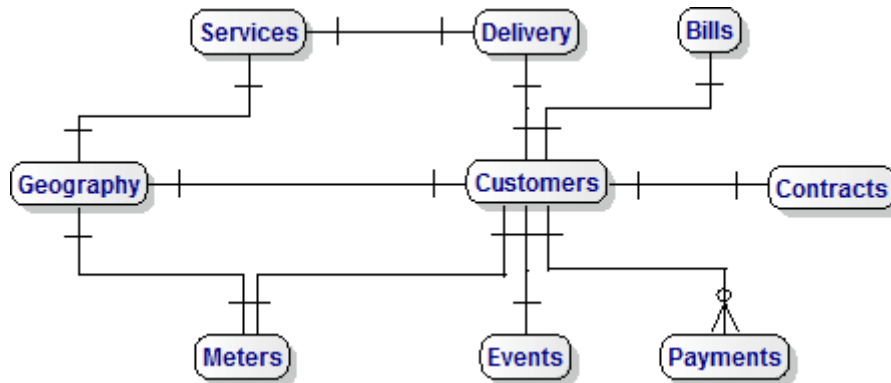 Services
Delivery
Bills
Geography
Customers
Contracts
Meters
Events
Payments